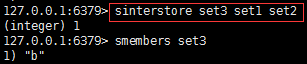 127.0.0.1:6379> sinterstore set3 set1 set2
(integer) 1
127.0.0.1:6379> smembers set3
1) "b"